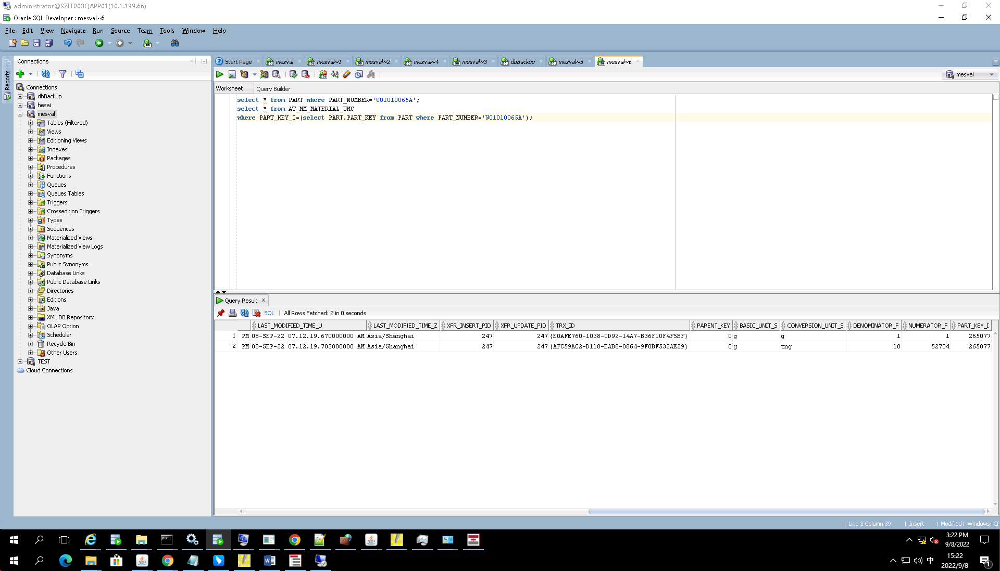 administrator@SZIT003QAPP01(10.1.199.66)
Oracle SQL Developer : mesval~6
File Edit View Navigate Run Source Team Tools Window Help
Reports
Connections
Start Page mesval mesval~1 mesval~2 mesval~4 mesval~3 dbBackup mesval~5 mesval~6
mesval
Worksheet Query Builder
Connections
dbBackup
hesai
mesval
Tables (Filtered)
Views
Editioning Views
Indexes
Packages
Procedures
Functions
Queues
Queues Tables
Triggers
Crossedition Triggers
Types
Sequences
Materialized Views
Materialized View Logs
Synonyms
Public Synonyms
Database Links
Public Database Links
Directories
Editions
Java
XML DB Repository
OLAP Option
Scheduler
Recycle Bin
Other Users
TEST
Cloud Connections
select * from PART where PART_NUMBER='W01010065A';
select * from AT_MM_MATERIAL_UMC
where PART_KEY_I=(select PART.PART_KEY from PART where PART_NUMBER='W01010065A');
Query Result
SQL All Rows Fetched: 2 in 0 seconds
LAST_MODIFIED_TIME_U LAST_MODIFIED_TIME_Z XFR_INSERT_PID XFR_UPDATE_PID TRX_ID PARENT_KEY BASIC_UNIT_S CONVERSION_UNIT_S DENOMINATOR_F NUMERATOR_F PART_KEY_I
1 PM 08-SEP-22 07.12.19.670000000 AM Asia/Shanghai 247 247 {E0AFE760-1038-CD92-14A7-B36F10F4F5BF} 0 g g 1 1 265077
2 PM 08-SEP-22 07.12.19.703000000 AM Asia/Shanghai 247 247 {AFC59AC2-D118-EAB8-0864-9F0BF532AE29} 0 g tng 10 52704 265077
Line 3 Column 39 Insert Modified Windows: CF
3:22 PM
9/8/2022
中
15:22
2022/9/8
1